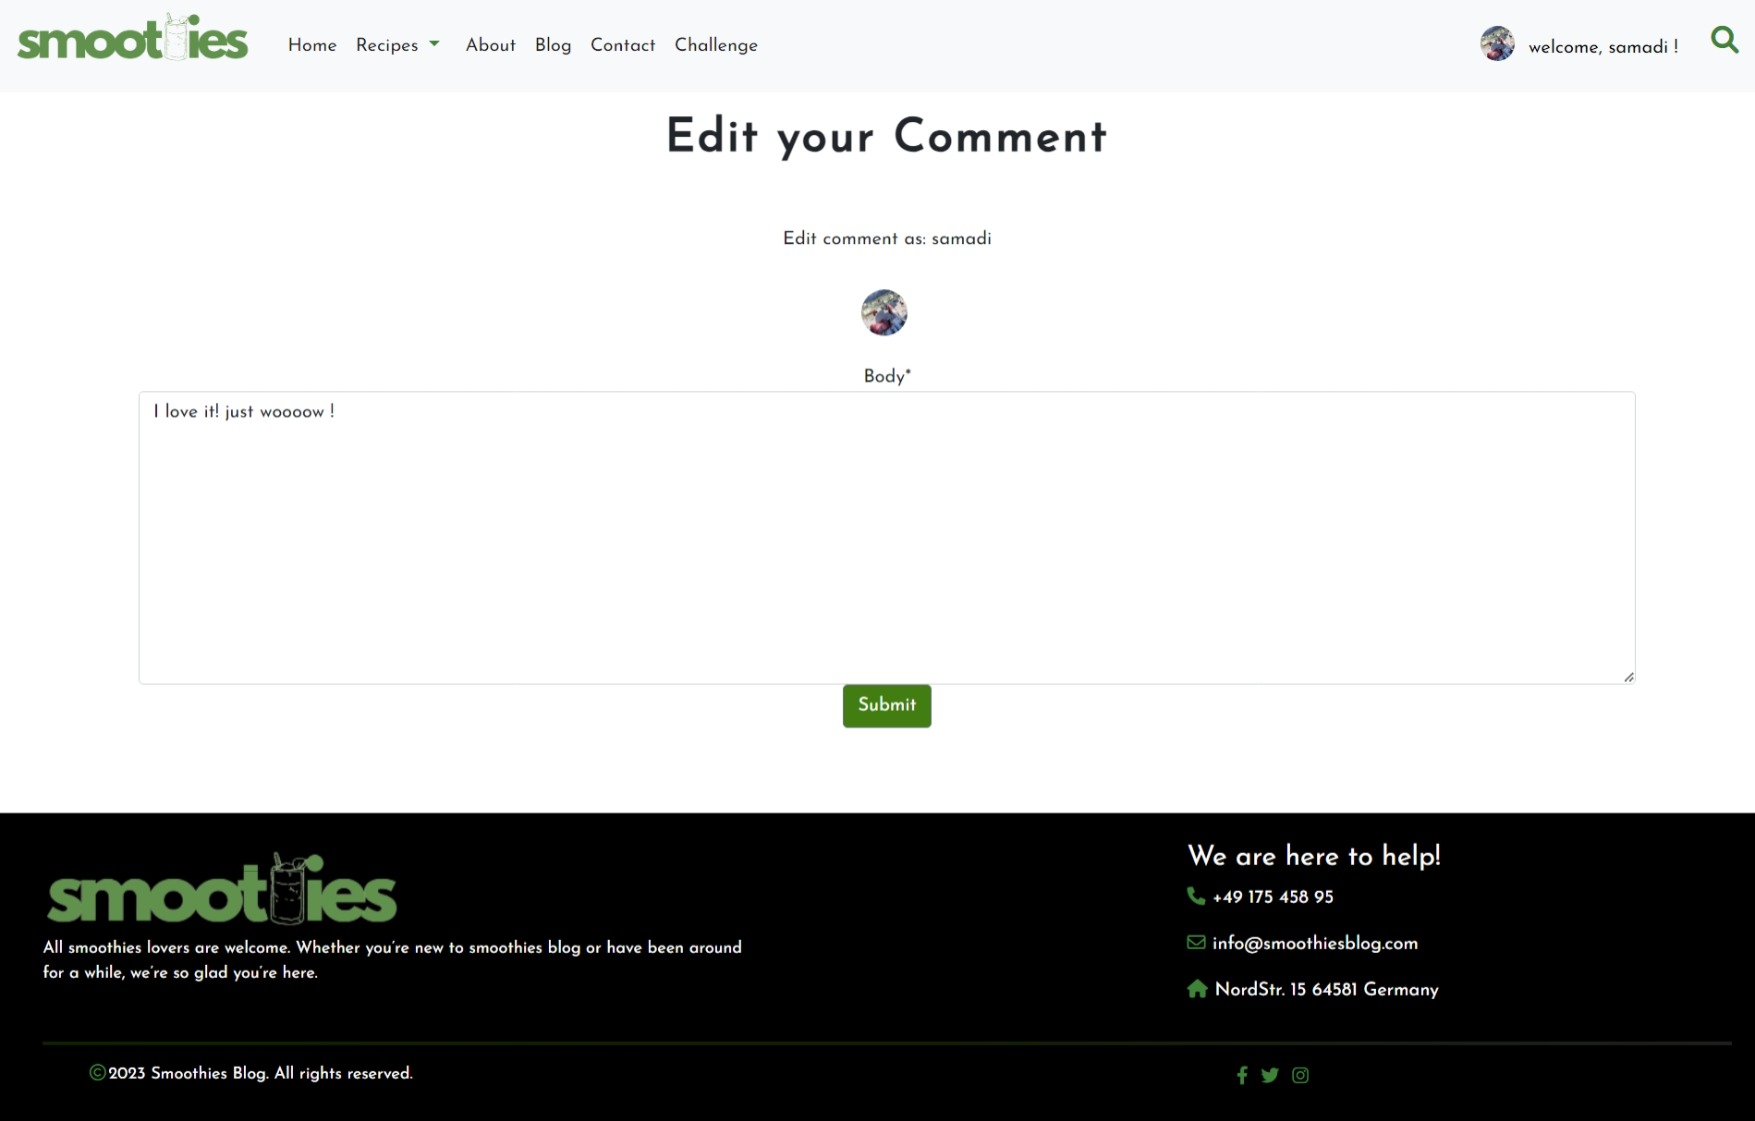 smoothies
Home Recipes About Blog Contact Challenge
welcome, samadi !
Edit your Comment
Edit comment as: samadi
Body*
I love it! just woooow !
Submit
smoothies
All smoothies lovers are welcome. Whether you're new to smoothies blog or have been around
for a while, we're so glad you're here.
We are here to help!
+49 175 458 95
info@smoothiesblog.com
NordStr. 15 64581 Germany
©2023 Smoothies Blog. All rights reserved.